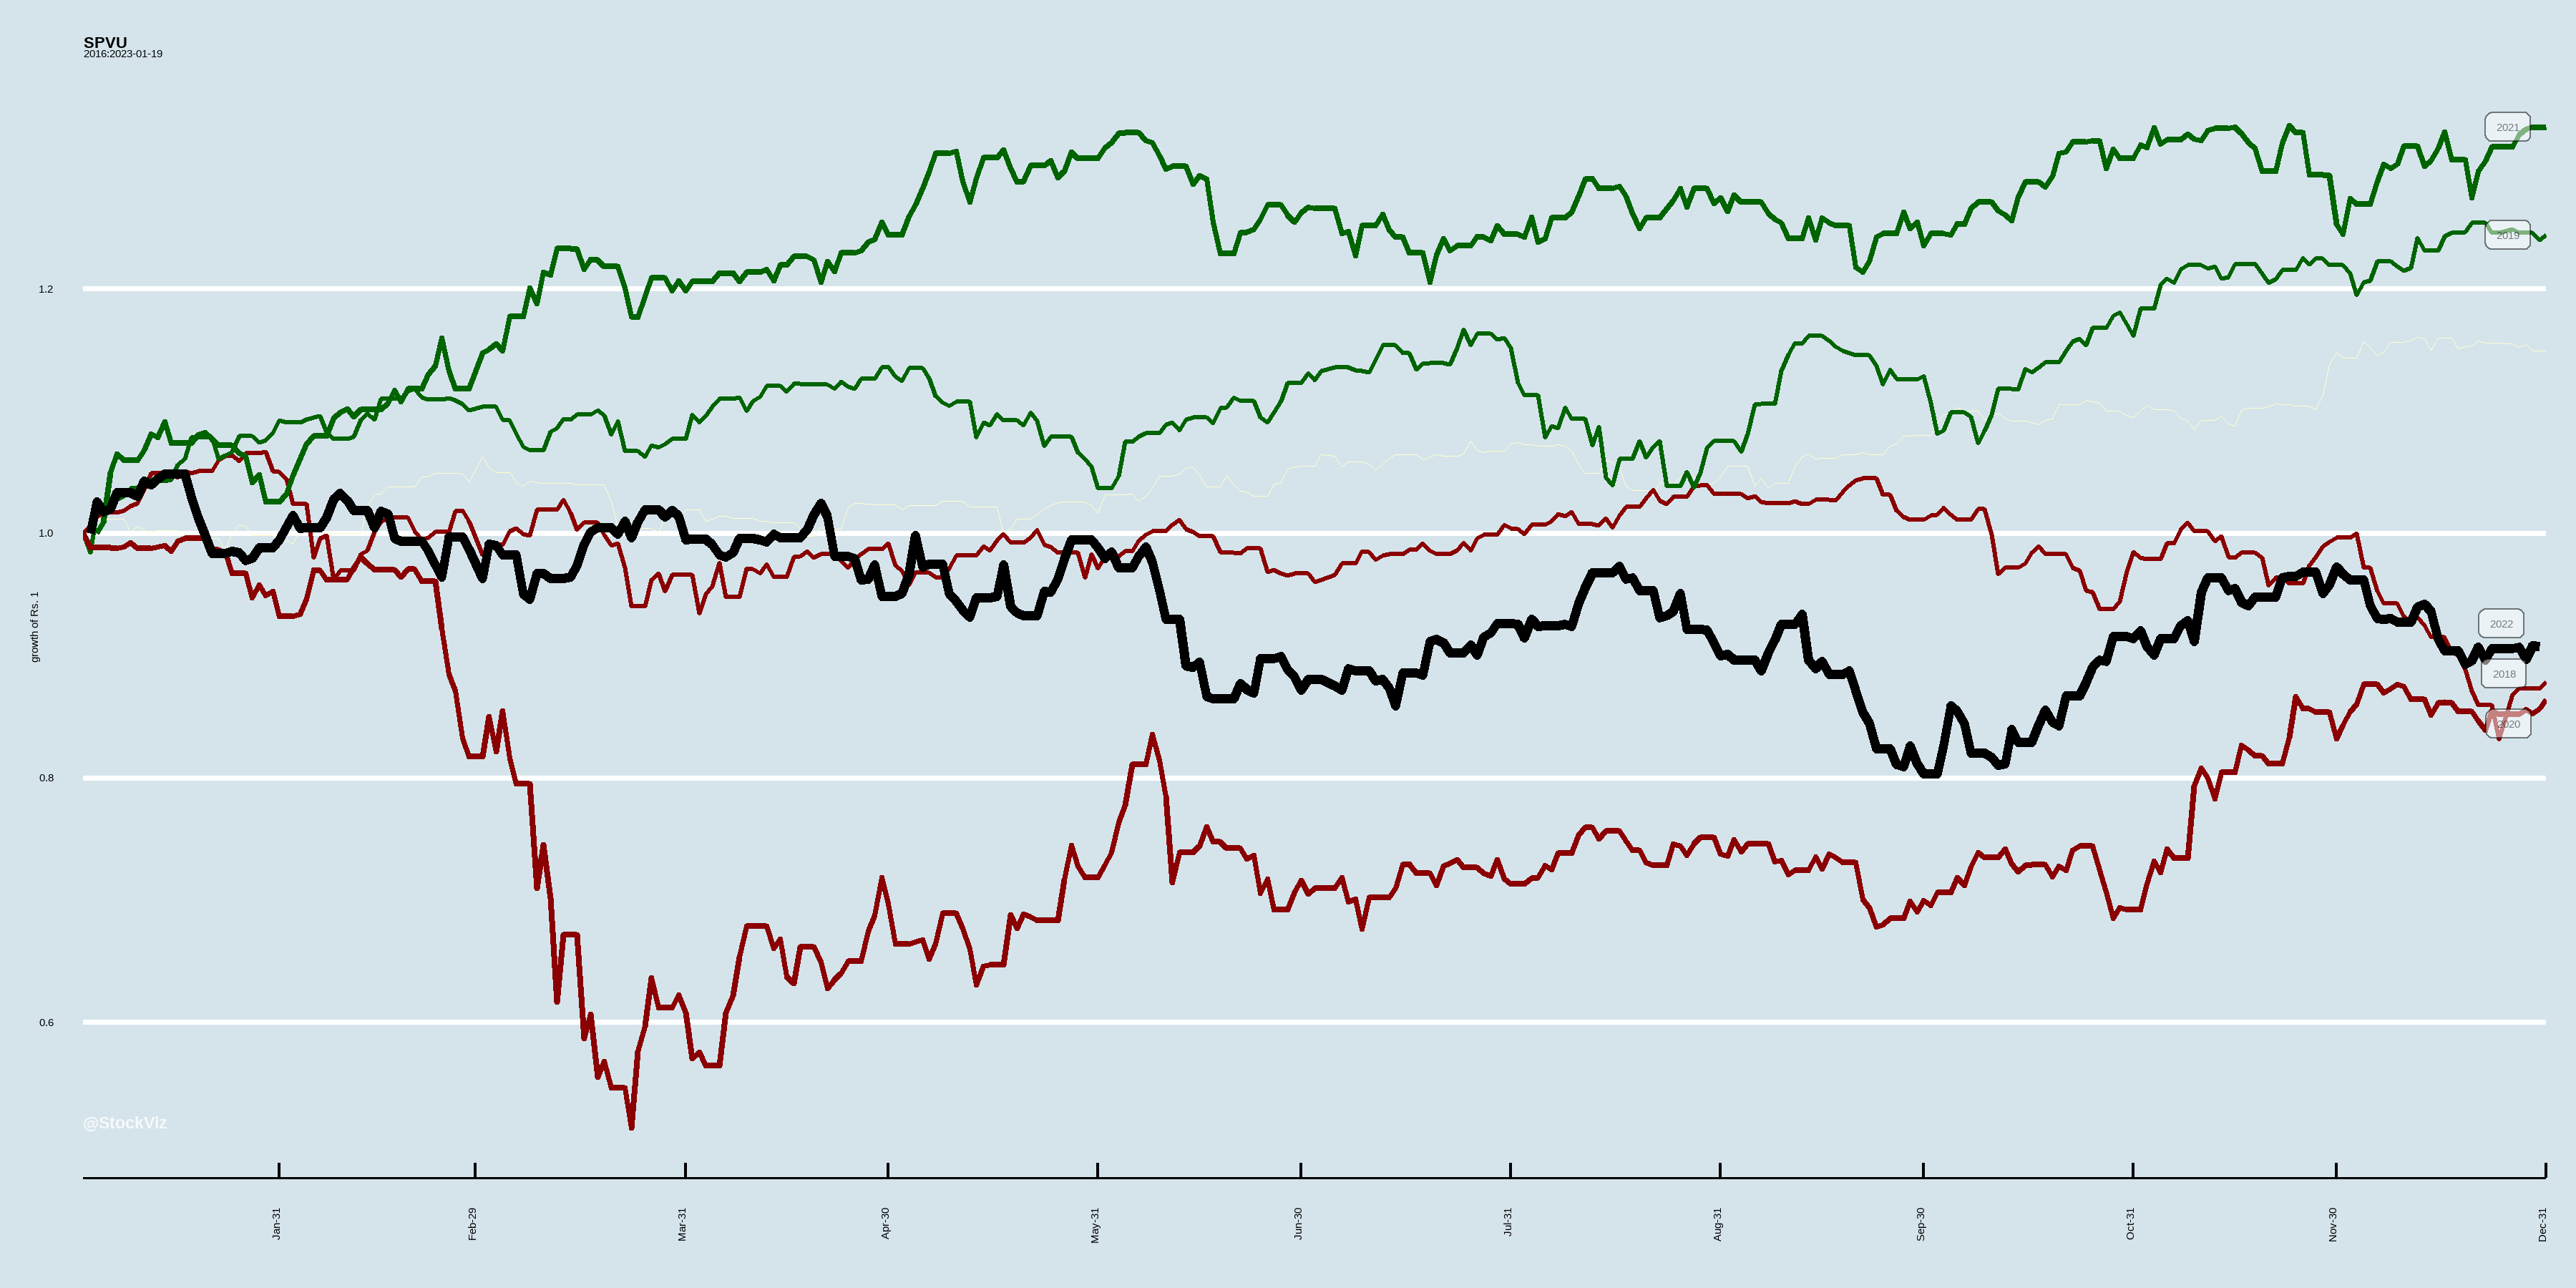 SPVU
2016:2023-01-19
2021
2019
1.2
1.0
growth of Rs. 1
2022
2018
2020
0.8
0.6
@StockViz
Jan-31
Feb-29
Mar-31
Apr-30
May-31
Jun-30
Jul-31
Aug-31
Sep-30
Oct-31
Nov-30
Dec-31